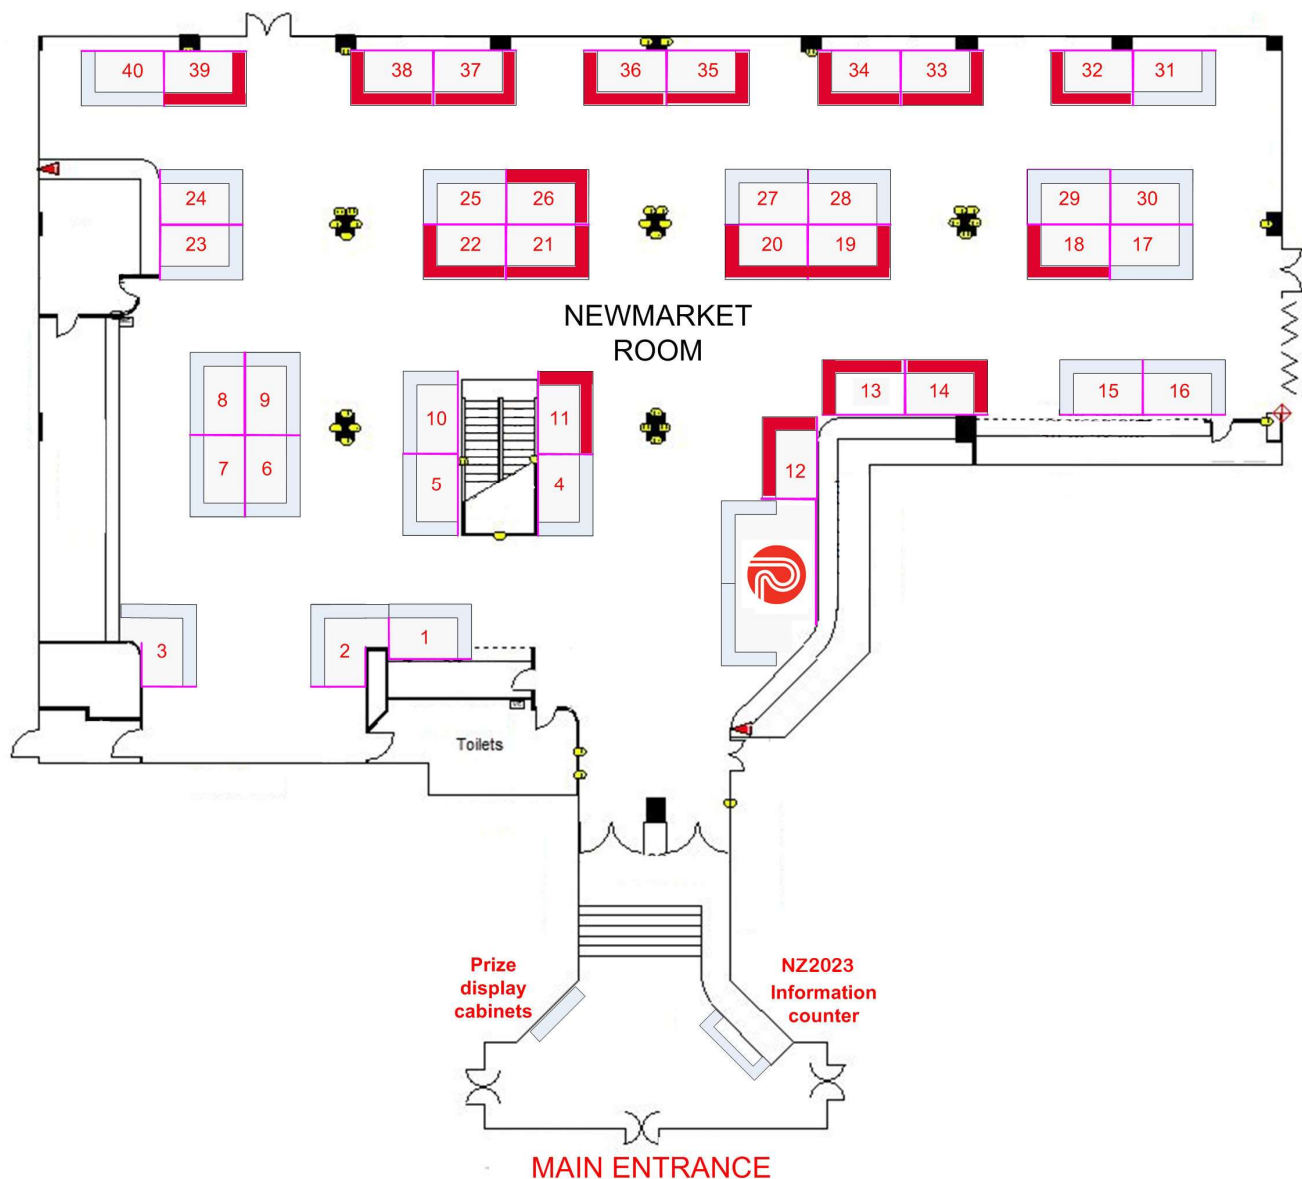 40 39 38 37 36 35 34 33 32 31
24 25 26 27 28 29 30
23 22 21 20 19 18 17
NEWMARKET
ROOM
13 14 15 16
8 9 10 11
7 6 5 4 12
3 2 1
Toilets
Prize
display
cabinets
NZ2023
Information
counter
MAIN ENTRANCE